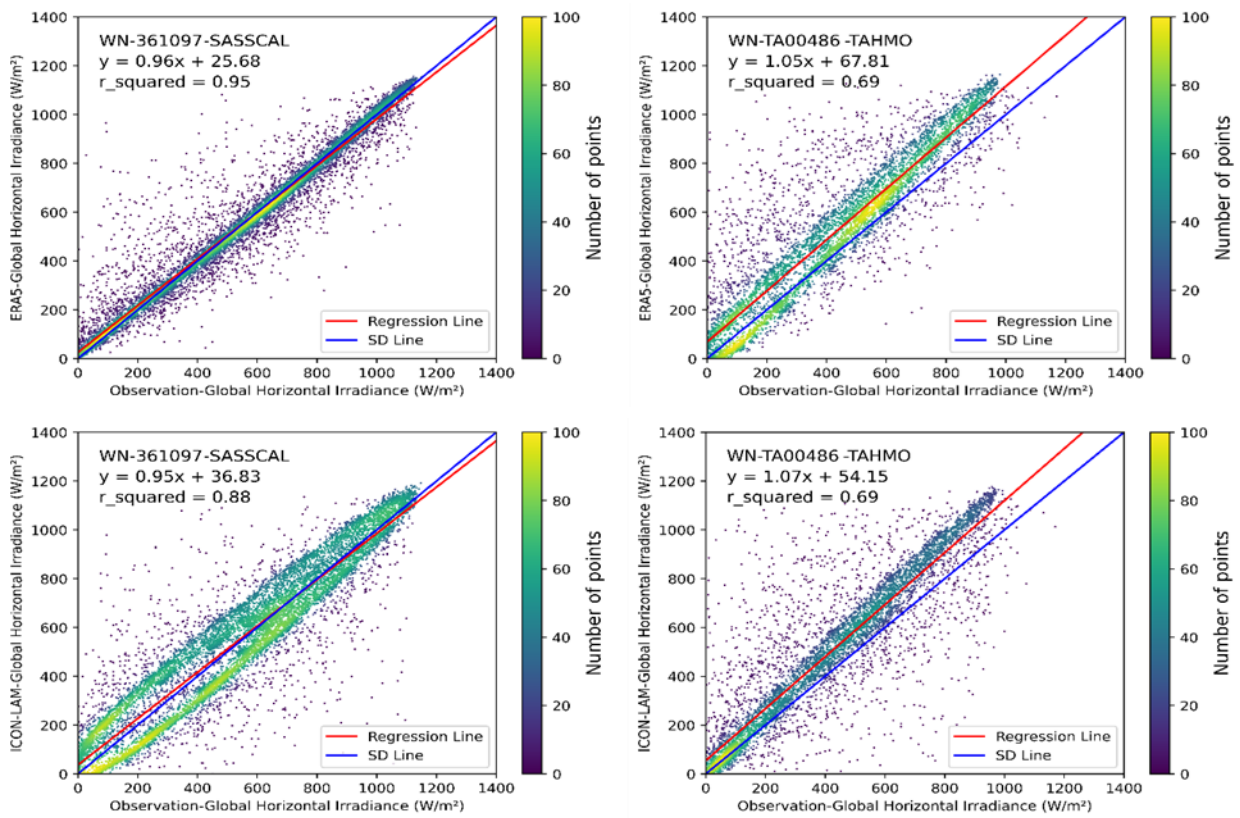 WN-361097-SASSCAL
y = 0.96x + 25.68
r_squared = 0.95
ERA5-Global Horizontal Irradiance (W/m²)
1400
1200
1000
800
600
400
200
0
0 200 400 600 800 1000 1200 1400
Observation-Global Horizontal Irradiance (W/m²)
Regression Line
SD Line
100
80
60
40
20
0
Number of points
WN-TA00486 -TAHMO
y = 1.05x + 67.81
r_squared = 0.69
ERA5-Global Horizontal Irradiance (W/m²)
1400
1200
1000
800
600
400
200
0
0 200 400 600 800 1000 1200 1400
Observation-Global Horizontal Irradiance (W/m²)
Regression Line
SD Line
100
80
60
40
20
0
Number of points
WN-361097-SASSCAL
y = 0.95x + 36.83
r_squared = 0.88
ICON-LAM-Global Horizontal Irradiance (W/m²)
1400
1200
1000
800
600
400
200
0
0 200 400 600 800 1000 1200 1400
Observation-Global Horizontal Irradiance (W/m²)
Regression Line
SD Line
100
80
60
40
20
0
Number of points
WN-TA00486 -TAHMO
y = 1.07x + 54.15
r_squared = 0.69
ICON-LAM-Global Horizontal Irradiance (W/m²)
1400
1200
1000
800
600
400
200
0
0 200 400 600 800 1000 1200 1400
Observation-Global Horizontal Irradiance (W/m²)
Regression Line
SD Line
100
80
60
40
20
0
Number of points